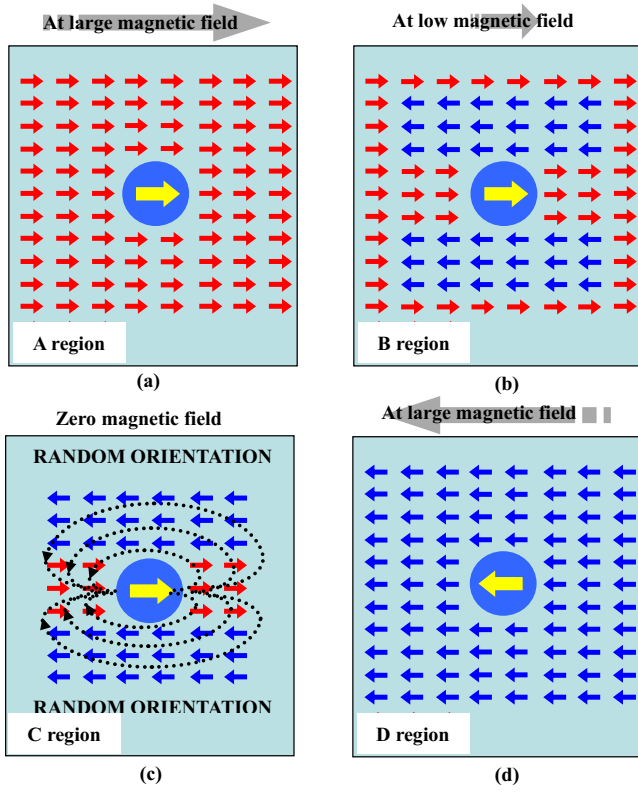 At large magnetic field
A region
(a)
At low magnetic field
B region
(b)
Zero magnetic field
RANDOM ORIENTATION
RANDOM ORIENTATION
C region
(c)
At large magnetic field
D region
(d)